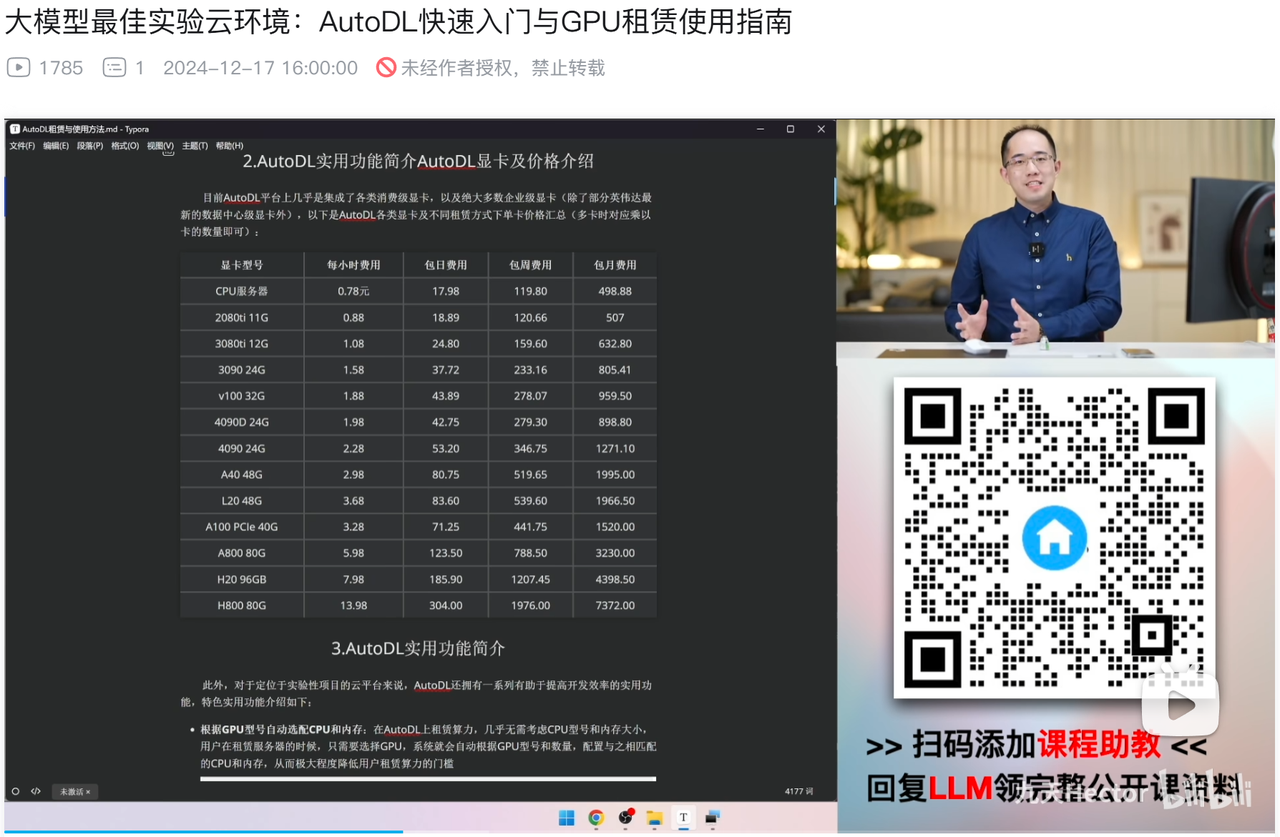 大模型最佳实验云环境：AutoDL快速入门与GPU租赁使用指南
1785 1 2024-12-17 16:00:00 未经作者授权，禁止转载
AutoDL租赁与使用方法.md - Typora
文件(F) 编辑(E) 段落(P) 格式(O) 视图(V) 主题(T) 帮助(H)
2.AutoDL实用功能简介AutoDL显卡及价格介绍
目前AutoDL平台上几乎是集成了各类消费级显卡，以及绝大多数企业级显卡（除了部分英伟达最
新的数据中心级显卡外），以下是AutoDL各类显卡及不同租赁方式下单卡价格汇总（多卡时对应乘以
卡的数量即可）：
显卡型号 每小时费用 包日费用 包周费用 包月费用
CPU服务器 0.78元 17.98 119.80 498.88
2080ti 11G 0.88 18.89 120.66 507
3080ti 12G 1.08 24.80 159.60 632.80
3090 24G 1.58 37.72 233.16 805.41
v100 32G 1.88 43.89 278.07 959.50
4090D 24G 1.98 42.75 279.30 898.80
4090 24G 2.28 53.20 346.75 1271.10
A40 48G 2.98 80.75 519.65 1995.00
L20 48G 3.68 83.60 539.60 1966.50
A100 PCIe 40G 3.28 71.25 441.75 1520.00
A800 80G 5.98 123.50 788.50 3230.00
H20 96GB 7.98 185.90 1207.45 4398.50
H800 80G 13.98 304.00 1976.00 7372.00
3.AutoDL实用功能简介
此外，对于定位于实验性项目的云平台来说，AutoDL还拥有一系列有助于提高开发效率的实用功
能，特色实用功能介绍如下：
• 根据GPU型号自动选配CPU和内存：在AutoDL上租赁算力，几乎无需考虑CPU型号和内存大小，
用户在租赁服务器的时候，只需要选择GPU，系统就会自动根据GPU型号和数量，配置与之相匹配
的CPU和内存，从而极大程度降低用户租赁算力的门槛
未激活 ×
4177 词
>> 扫码添加课程助教 <<
回复LLM领完整公开课资料
九天Hector
bilibili